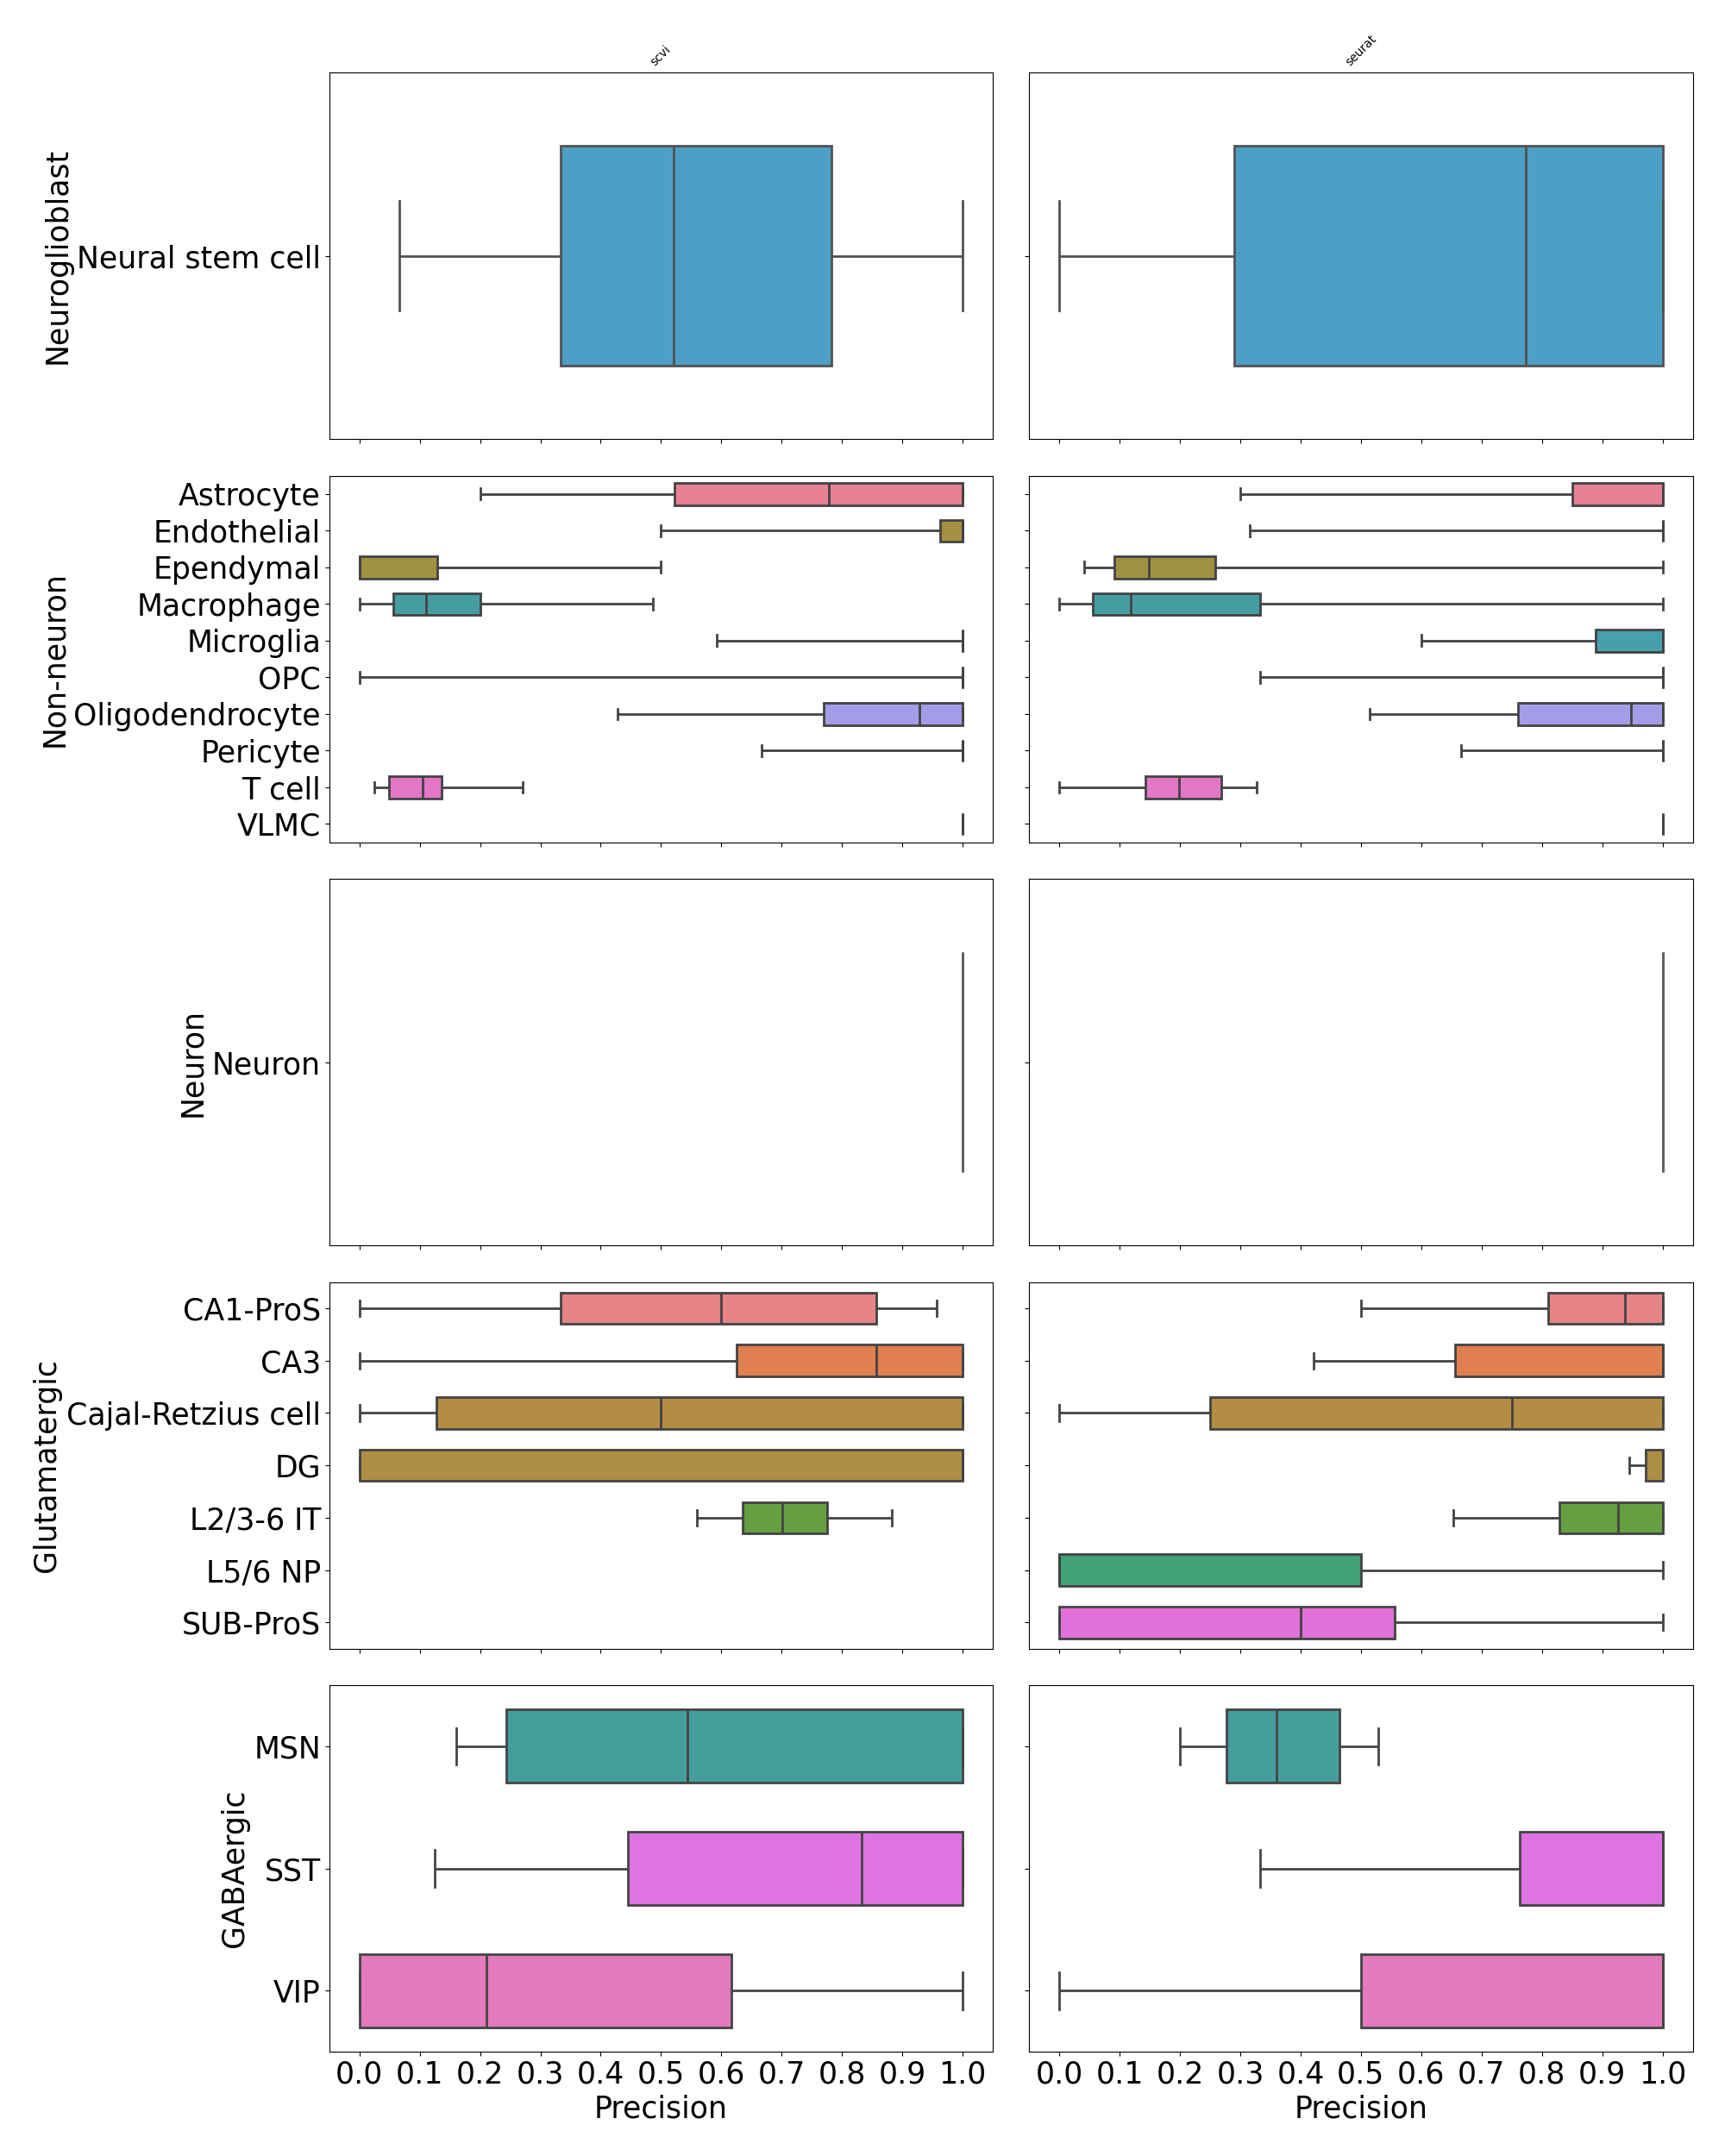 scvi
seurat
Neuroglioblast
Neural stem cell
Non-neuron
Astrocyte
Endothelial
Ependymal
Macrophage
Microglia
OPC
Oligodendrocyte
Pericyte
T cell
VLMC
Neuron
Neuron
Glutamatergic
CA1-ProS
CA3
Cajal-Retzius cell
DG
L2/3-6 IT
L5/6 NP
SUB-ProS
GABAergic
MSN
SST
VIP
0.0 0.1 0.2 0.3 0.4 0.5 0.6 0.7 0.8 0.9 1.0
0.0 0.1 0.2 0.3 0.4 0.5 0.6 0.7 0.8 0.9 1.0
Precision
Precision